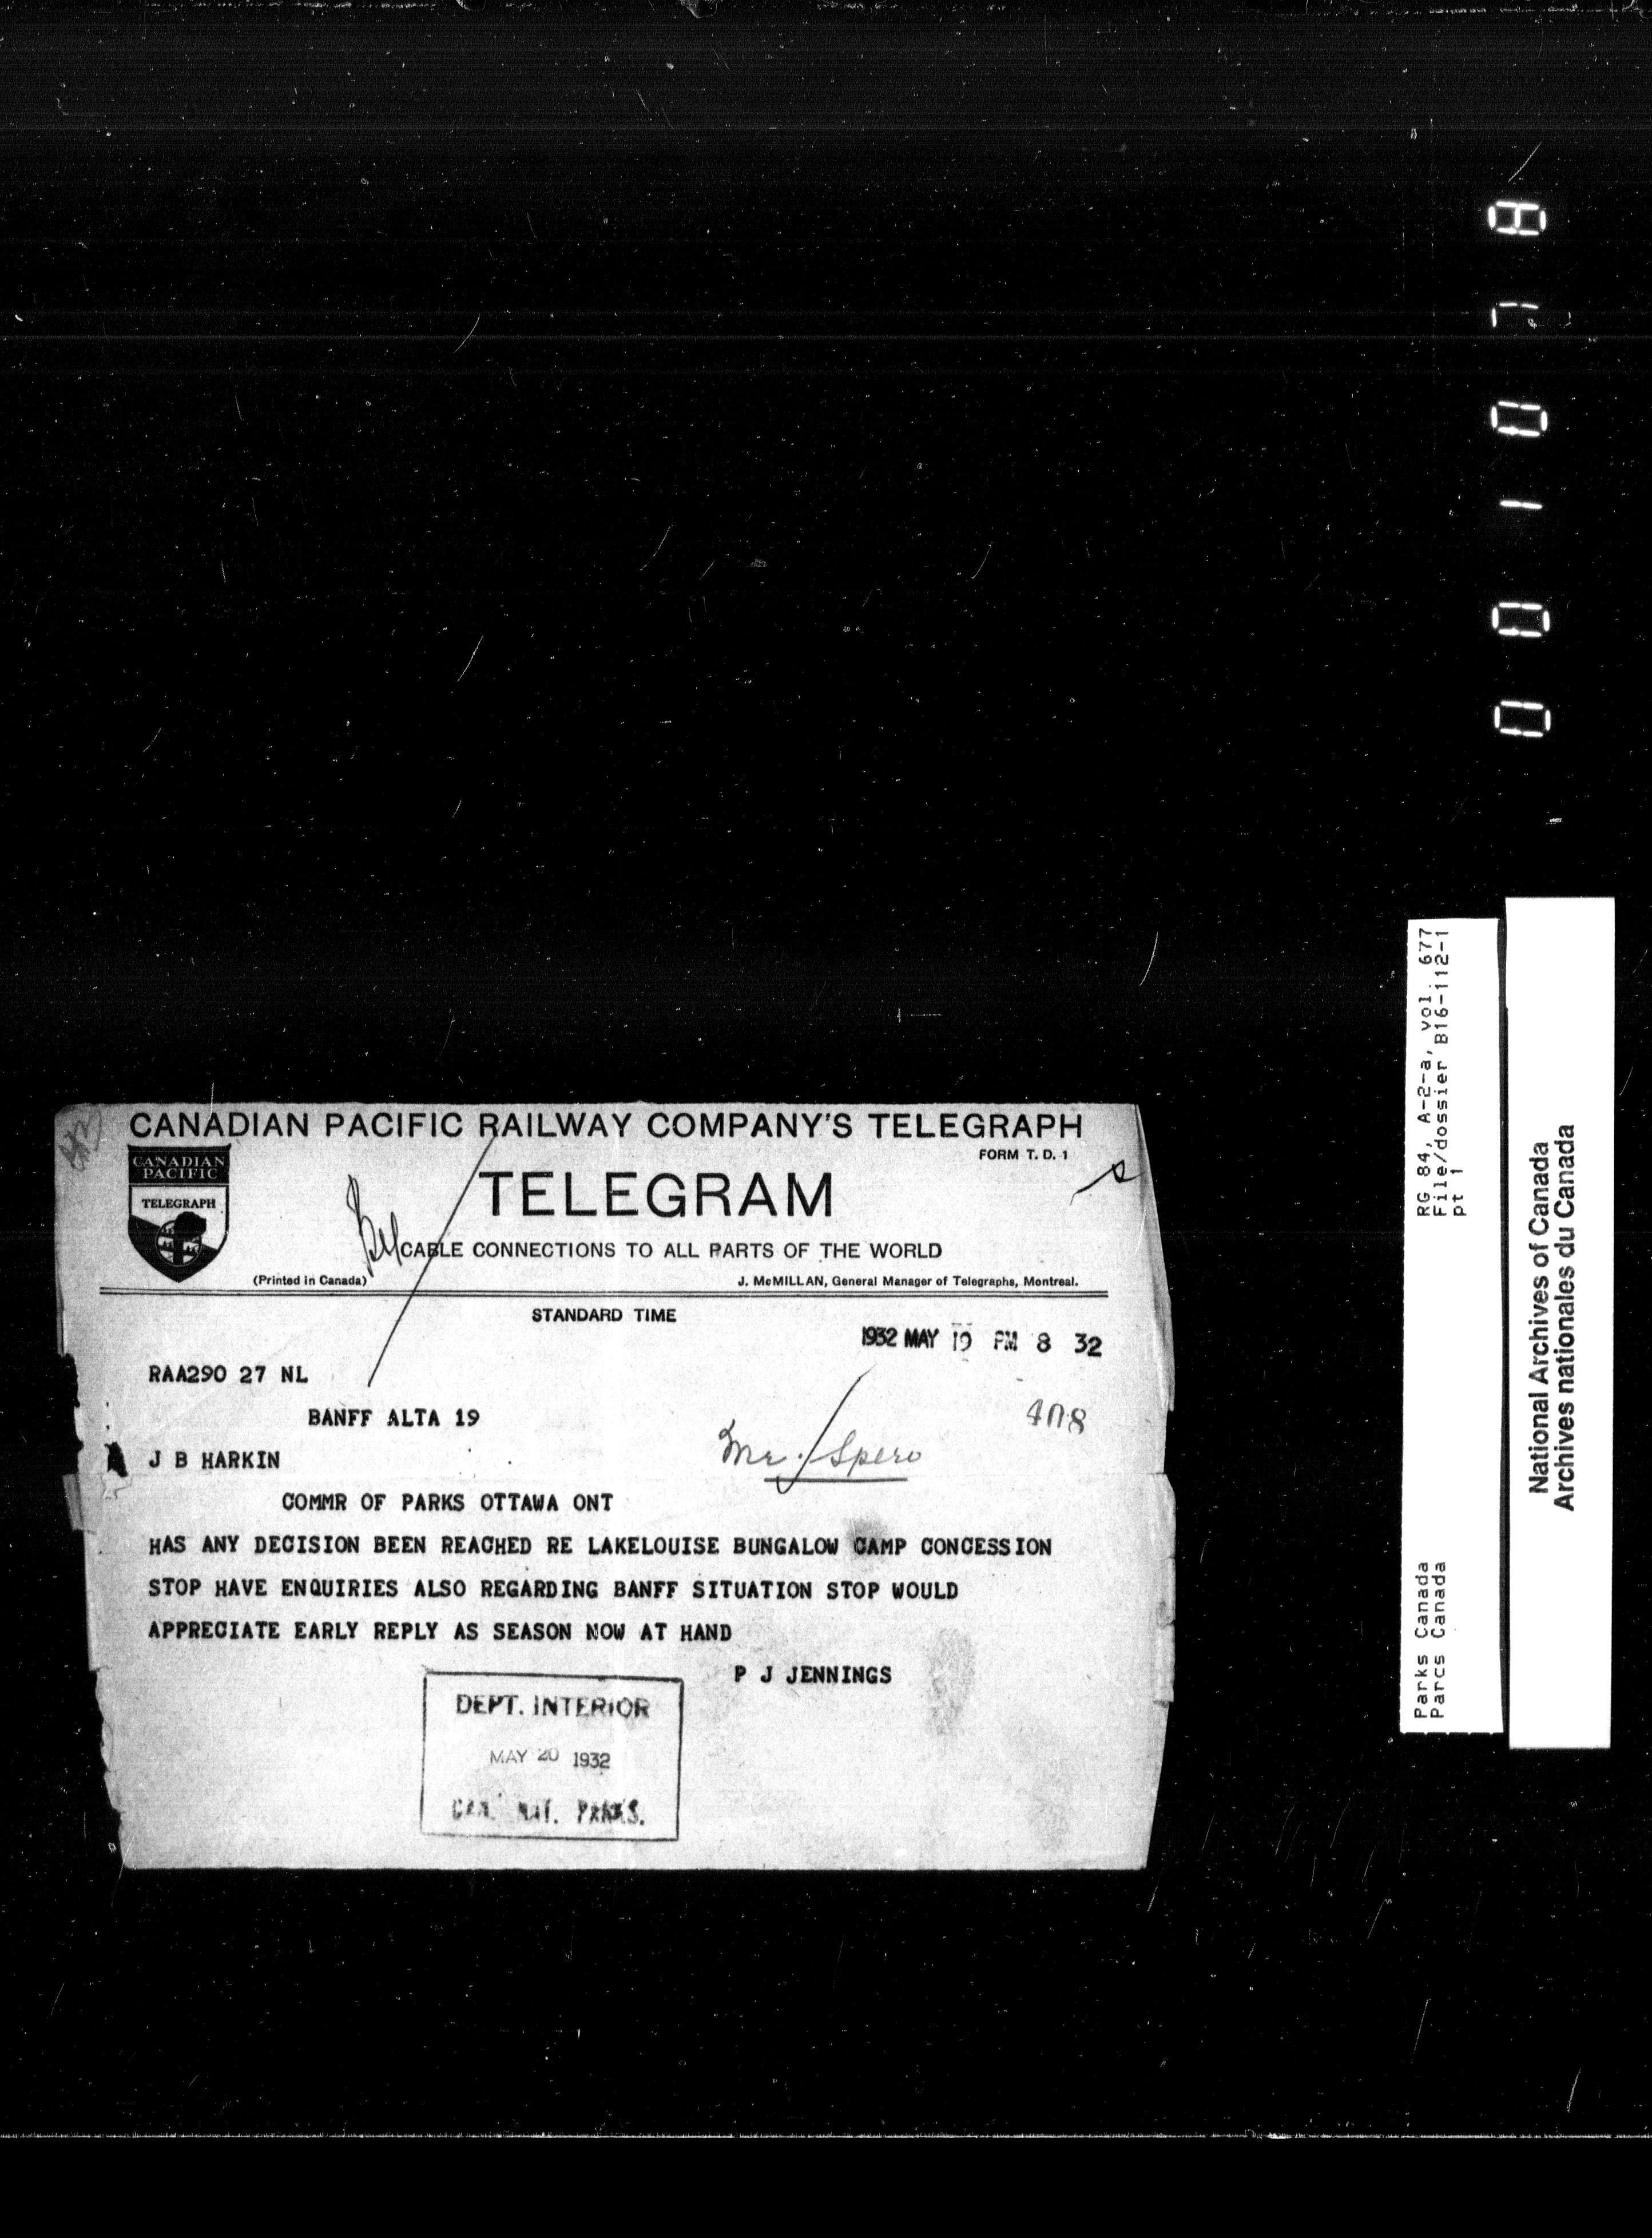 CANADIAN PACIFIC RAILWAY COMPANY'S TELEGRAPH
FORM T. D. 1
CANADIAN
PACIFIC
TELEGRAPH
TELEGRAM
CABLE CONNECTIONS TO ALL PARTS OF THE WORLD
(Printed in Canada)
J. McMILLAN, General Manager of Telegraphs, Montreal.
STANDARD TIME
1932 MAY 19 PM 8 32
RAA290 27 NL
BANFF ALTA 19
J B HARKIN
Mr. Spero
COMMR OF PARKS OTTAWA ONT
HAS ANY DECISION BEEN REACHED RE LAKELOUISE BUNGALOW CAMP CONCESSION
STOP HAVE ENQUIRIES ALSO REGARDING BANFF SITUATION STOP WOULD
APPRECIATE EARLY REPLY AS SEASON NOW AT HAND
P J JENNINGS
DEPT. INTERIOR
MAY 20 1932
CAN. NAT. PARKS.
001078
RG 84, A-2-a, vol. 677
File/dossier B16-112-1
pt 1
Parks Canada
Parcs Canada
National Archives of Canada
Archives nationales du Canada